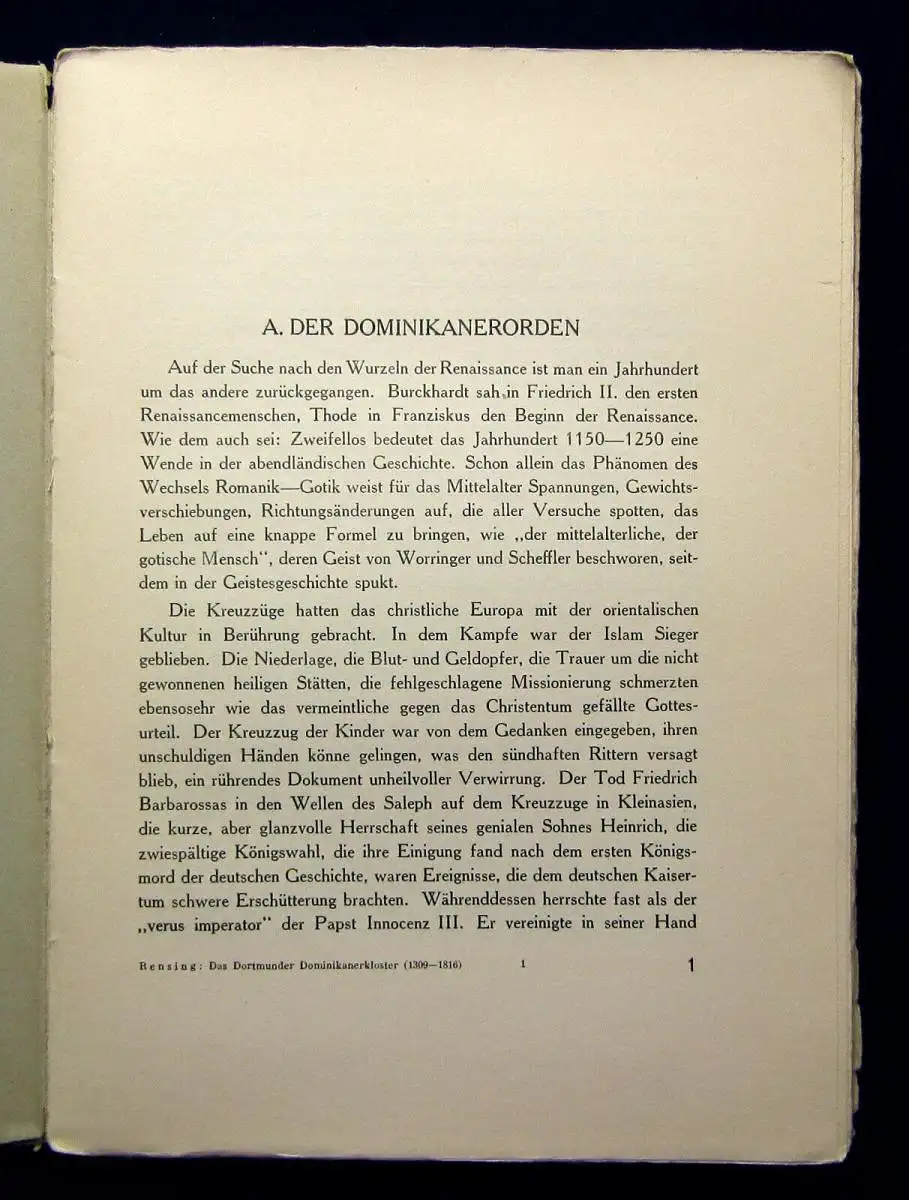 A. DER DOMINIKANERORDEN
Auf der Suche nach den Wurzeln der Renaissance ist man ein Jahrhundert
um das andere zurückgegangen. Burckhardt sah in Friedrich II. den ersten
Renaissancemenschen, Thode in Franziskus den Beginn der Renaissance.
Wie dem auch sei: Zweifellos bedeutet das Jahrhundert 1150—1250 eine
Wende in der abendländischen Geschichte. Schon allein das Phänomen des
Wechsels Romanik—Gotik weist für das Mittelalter Spannungen, Gewichts-
verschiebungen, Richtungsänderungen auf, die aller Versuche spotten, das
Leben auf eine knappe Formel zu bringen, wie „der mittelalterliche, der
gotische Mensch“, deren Geist von Worringer und Scheffler beschworen, seit-
dem in der Geistesgeschichte spukt.
Die Kreuzzüge hatten das christliche Europa mit der orientalischen
Kultur in Berührung gebracht. In dem Kampfe war der Islam Sieger
geblieben. Die Niederlage, die Blut- und Geldopfer, die Trauer um die nicht
gewonnenen heiligen Stätten, die fehlgeschlagene Missionierung schmerzten
ebensosehr wie das vermeintliche gegen das Christentum gefällte Gottes-
urteil. Der Kreuzzug der Kinder war von dem Gedanken eingegeben, ihren
unschuldigen Händen könne gelingen, was den sündhaften Rittern versagt
blieb, ein rührendes Dokument unheilvoller Verwirrung. Der Tod Friedrich
Barbarossas in den Wellen des Saleph auf dem Kreuzzuge in Kleinasien,
die kurze, aber glanzvolle Herrschaft seines genialen Sohnes Heinrich, die
zwiespältige Königswahl, die ihre Einigung fand nach dem ersten Königs-
mord der deutschen Geschichte, waren Ereignisse, die dem deutschen Kaiser-
tum schwere Erschütterung brachten. Währenddessen herrschte fast als der
„verus imperator“ der Papst Innocenz III. Er vereinigte in seiner Hand
Rensing: Das Dortmunder Dominikanerkloster (1309—1816) 1 1